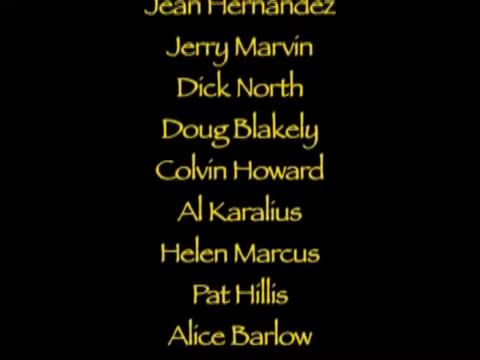 Jean Hernandez
Jerry Marvin
Dick North
Doug Blakely
Colvin Howard
Al Karalius
Helen Marcus
Pat Hillis
Alice Barlow